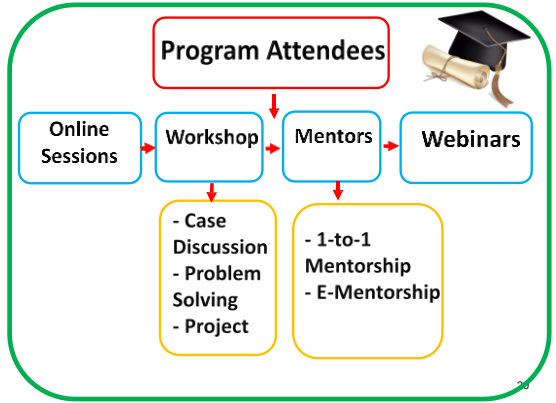 Program Attendees
Online
Sessions
Workshop
Mentors
Webinars
- Case
Discussion
- Problem
Solving
- Project
- 1-to-1
Mentorship
- E-Mentorship